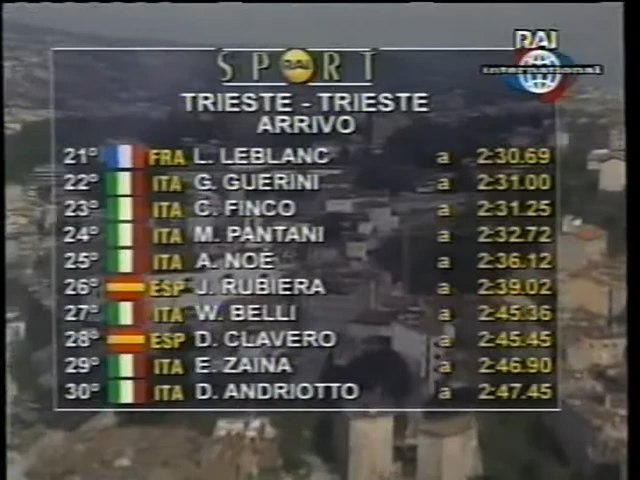 RAI
international
SPORT
RAI
TRIESTE - TRIESTE
ARRIVO
21° FRA L. LEBLANC a 2:30.69
22° ITA G. GUERINI a 2:31.00
23° ITA C. FINCO a 2:31.25
24° ITA M. PANTANI a 2:32.72
25° ITA A. NOE a 2:36.12
26° ESP J. RUBIERA a 2:39.02
27° ITA W. BELLI a 2:45.36
28° ESP D. CLAVERO a 2:45.45
29° ITA E. ZAINA a 2:46.90
30° ITA D. ANDRIOTTO a 2:47.45